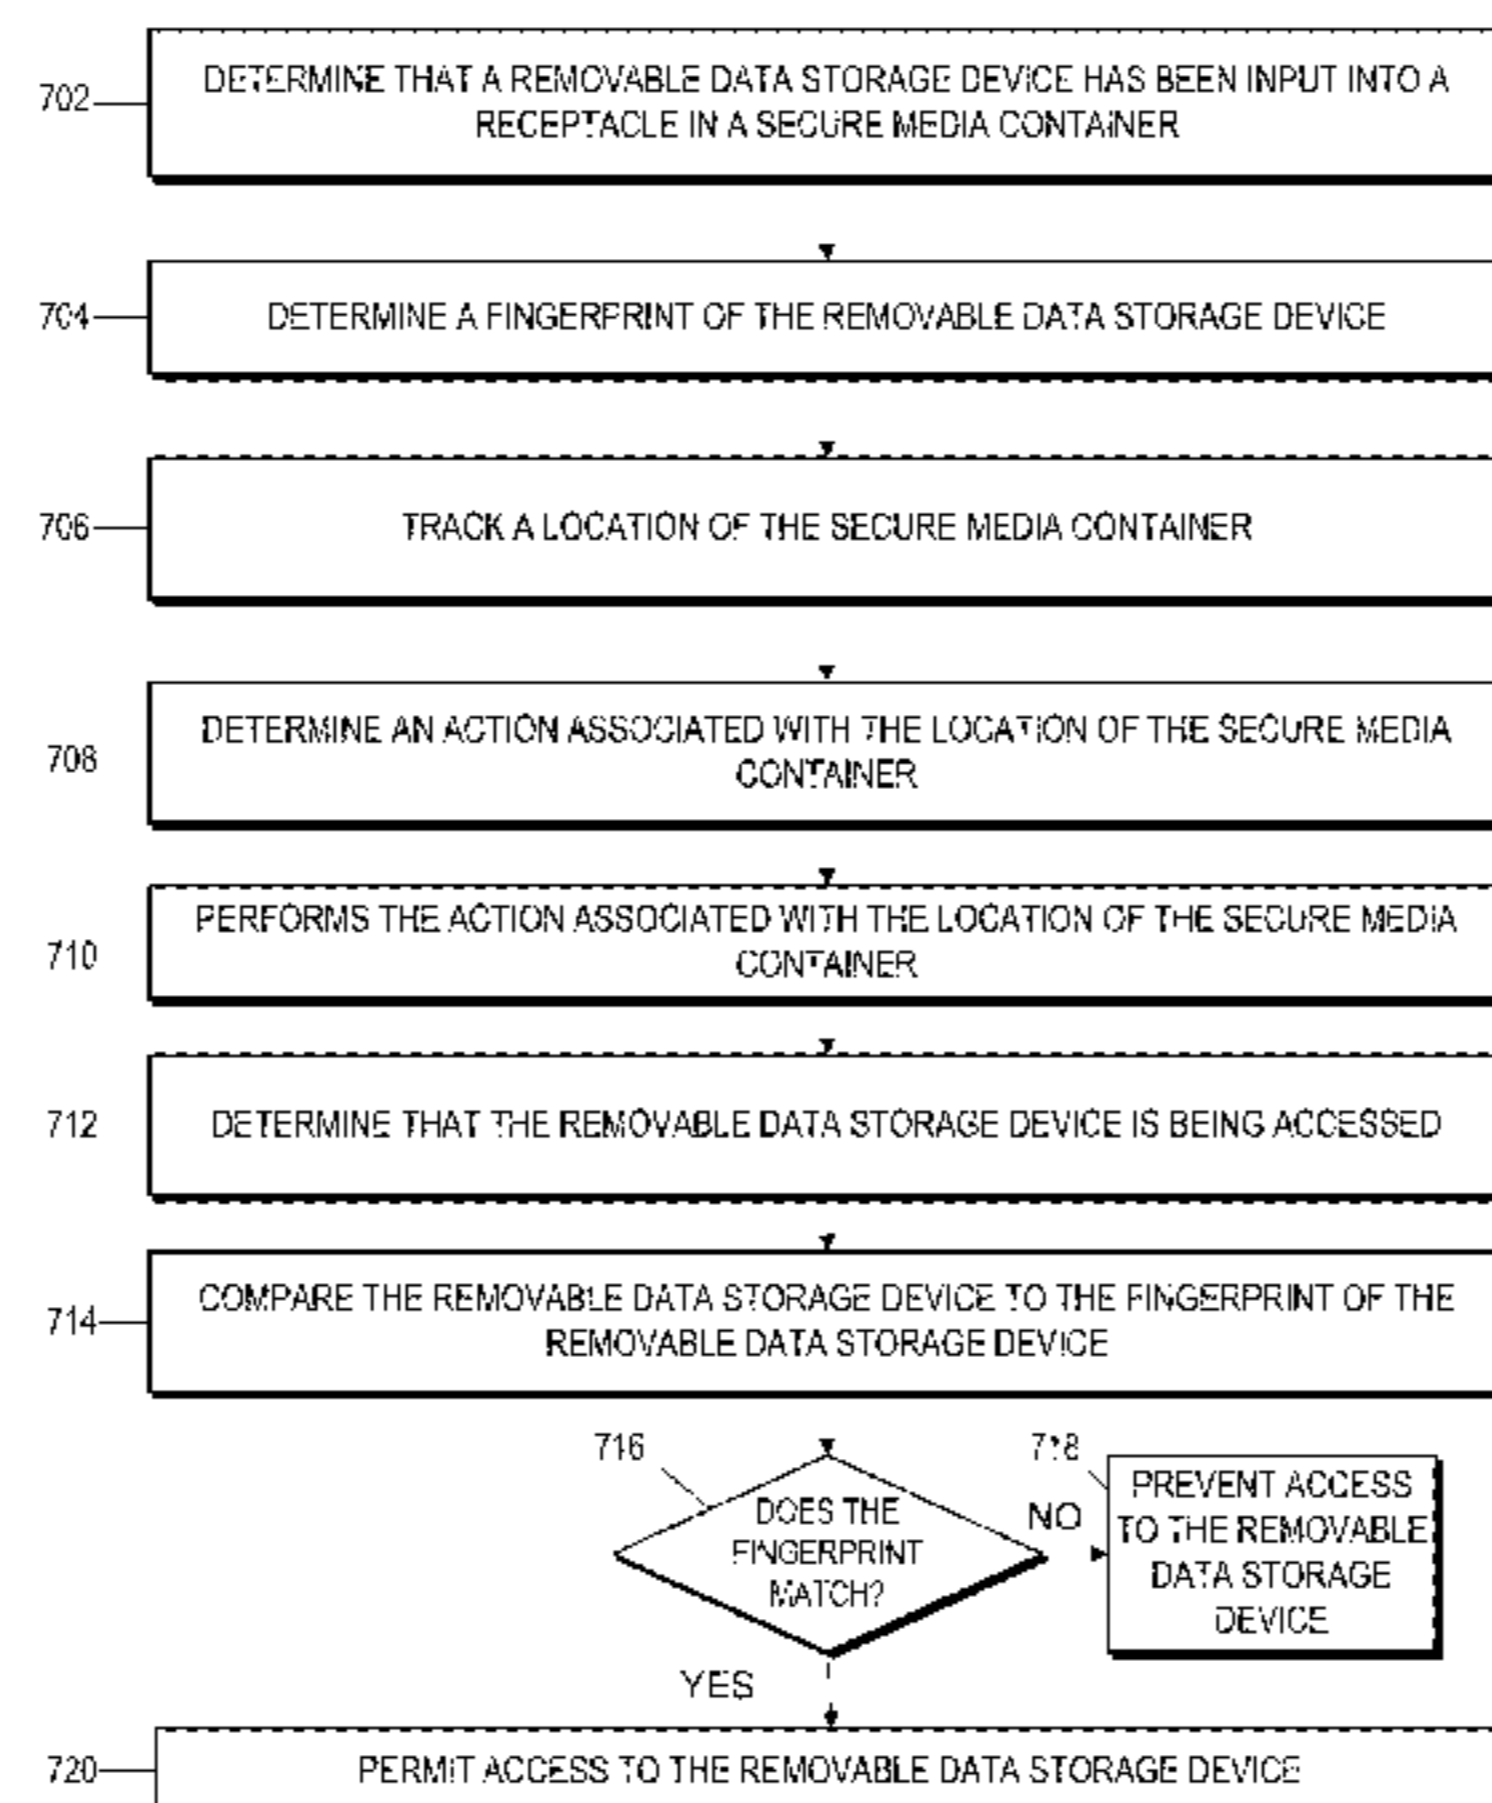 702
DETERMINE THAT A REMOVABLE DATA STORAGE DEVICE HAS BEEN INPUT INTO A
RECEPTACLE IN A SECURE MEDIA CONTAINER
704
DETERMINE A FINGERPRINT OF THE REMOVABLE DATA STORAGE DEVICE
706
TRACK A LOCATION OF THE SECURE MEDIA CONTAINER
708
DETERMINE AN ACTION ASSOCIATED WITH THE LOCATION OF THE SECURE MEDIA
CONTAINER
710
PERFORMS THE ACTION ASSOCIATED WITH THE LOCATION OF THE SECURE MEDIA
CONTAINER
712
DETERMINE THAT THE REMOVABLE DATA STORAGE DEVICE IS BEING ACCESSED
714
COMPARE THE REMOVABLE DATA STORAGE DEVICE TO THE FINGERPRINT OF THE
REMOVABLE DATA STORAGE DEVICE
716
DOES THE
FINGERPRINT
MATCH?
NO
718
PREVENT ACCESS
TO THE REMOVABLE
DATA STORAGE
DEVICE
YES
720
PERMIT ACCESS TO THE REMOVABLE DATA STORAGE DEVICE